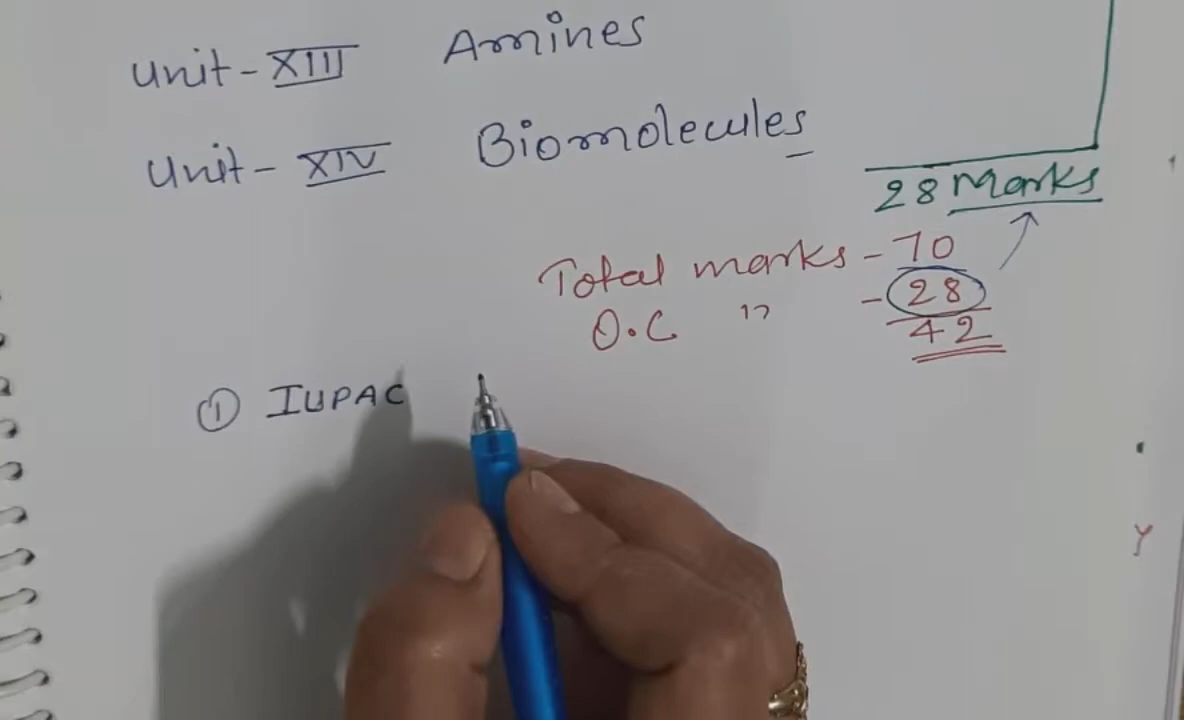 Unit - XIII Amines
Unit - XIV Biomolecules
28 Marks
Total marks - 70
O.C " - 28
42
① IUPAC
Y